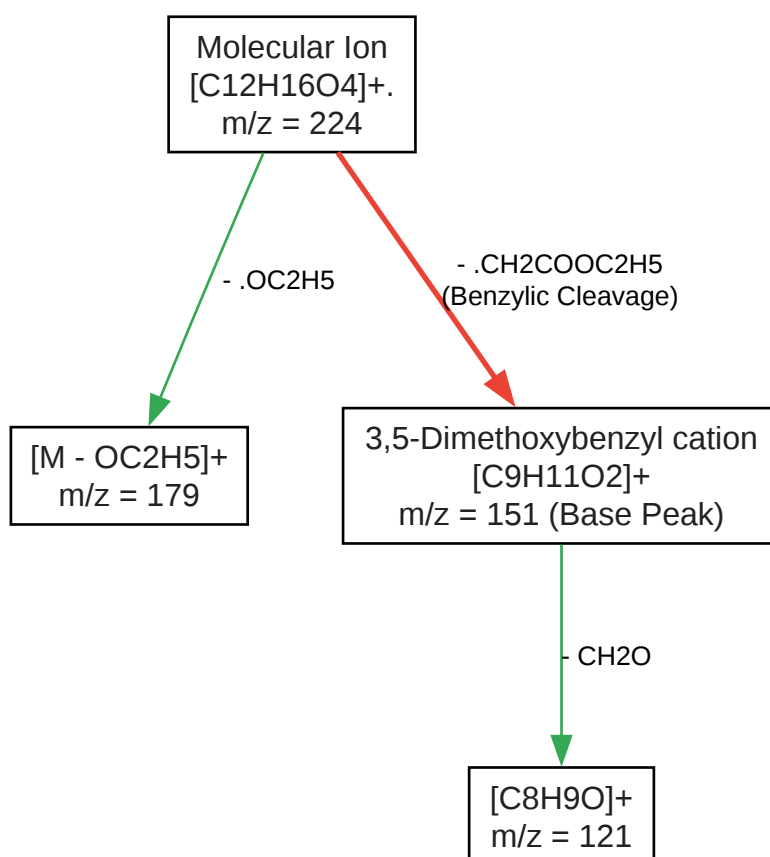 Molecular Ion
[C12H16O4]+.
m/z = 224
- .OC2H5
- .CH2COOC2H5
(Benzylic Cleavage)
[M - OC2H5]+
m/z = 179
3,5-Dimethoxybenzyl cation
[C9H11O2]+
m/z = 151 (Base Peak)
- CH2O
[C8H9O]+
m/z = 121